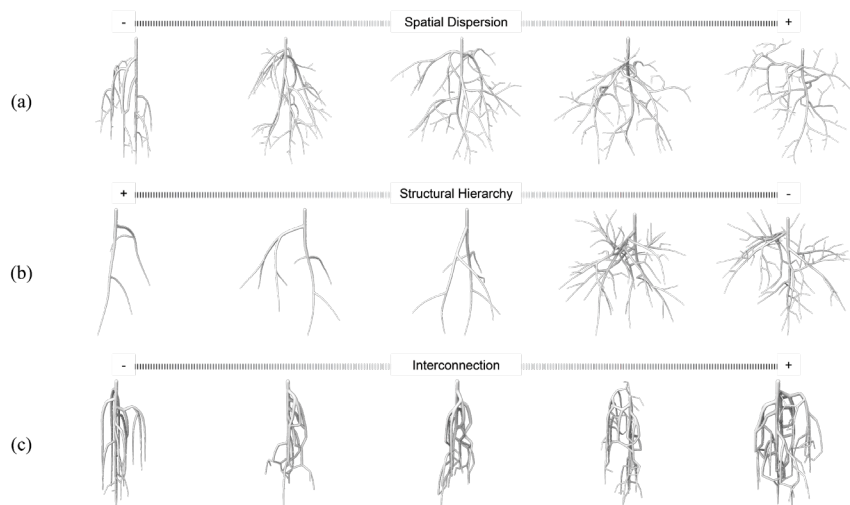 - Spatial Dispersion +
(a)
+ Structural Hierarchy -
(b)
- Interconnection +
(c)